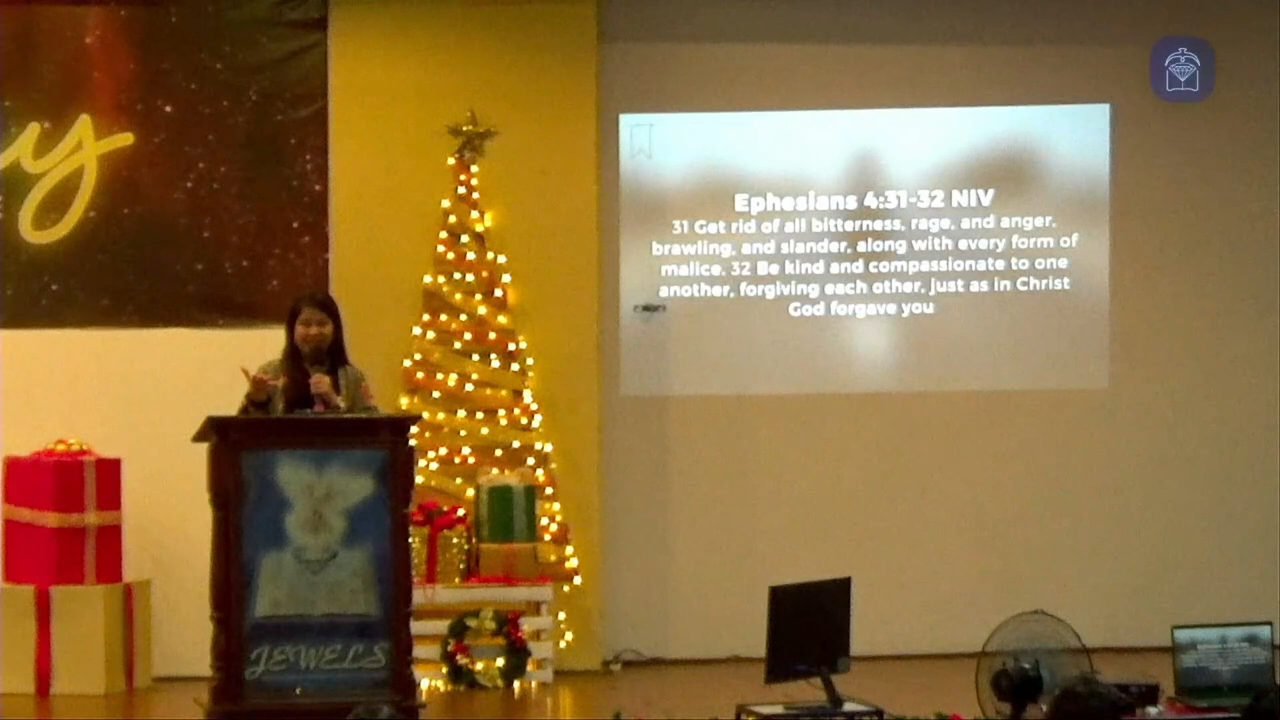 y
Ephesians 4:31-32 NIV
31 Get rid of all bitterness, rage, and anger,
brawling, and slander, along with every form of
malice. 32 Be kind and compassionate to one
another, forgiving each other, just as in Christ
God forgave you
JEWELS